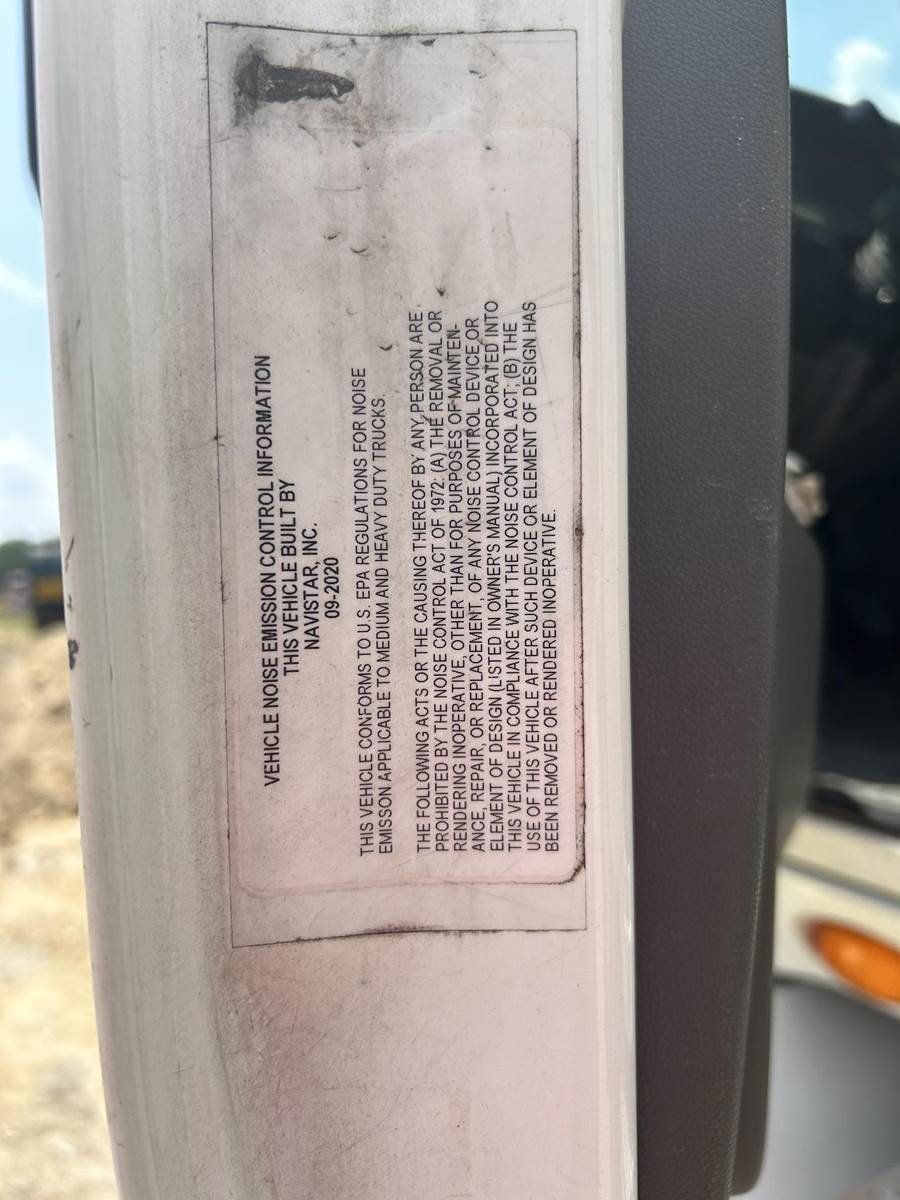 VEHICLE NOISE EMISSION CONTROL INFORMATION
THIS VEHICLE BUILT BY
NAVISTAR, INC.
09-2020
THIS VEHICLE CONFORMS TO U.S. EPA REGULATIONS FOR NOISE
EMISSON APPLICABLE TO MEDIUM AND HEAVY DUTY TRUCKS.
THE FOLLOWING ACTS OR THE CAUSING THEREOF BY ANY PERSON ARE
PROHIBITED BY THE NOISE CONTROL ACT OF 1972: (A) THE REMOVAL OR
RENDERING INOPERATIVE, OTHER THAN FOR PURPOSES OF MAINTEN-
ANCE, REPAIR, OR REPLACEMENT, OF ANY NOISE CONTROL DEVICE OR
ELEMENT OF DESIGN (LISTED IN OWNER'S MANUAL) INCORPORATED INTO
THIS VEHICLE IN COMPLIANCE WITH THE NOISE CONTROL ACT; (B) THE
USE OF THIS VEHICLE AFTER SUCH DEVICE OR ELEMENT OF DESIGN HAS
BEEN REMOVED OR RENDERED INOPERATIVE.